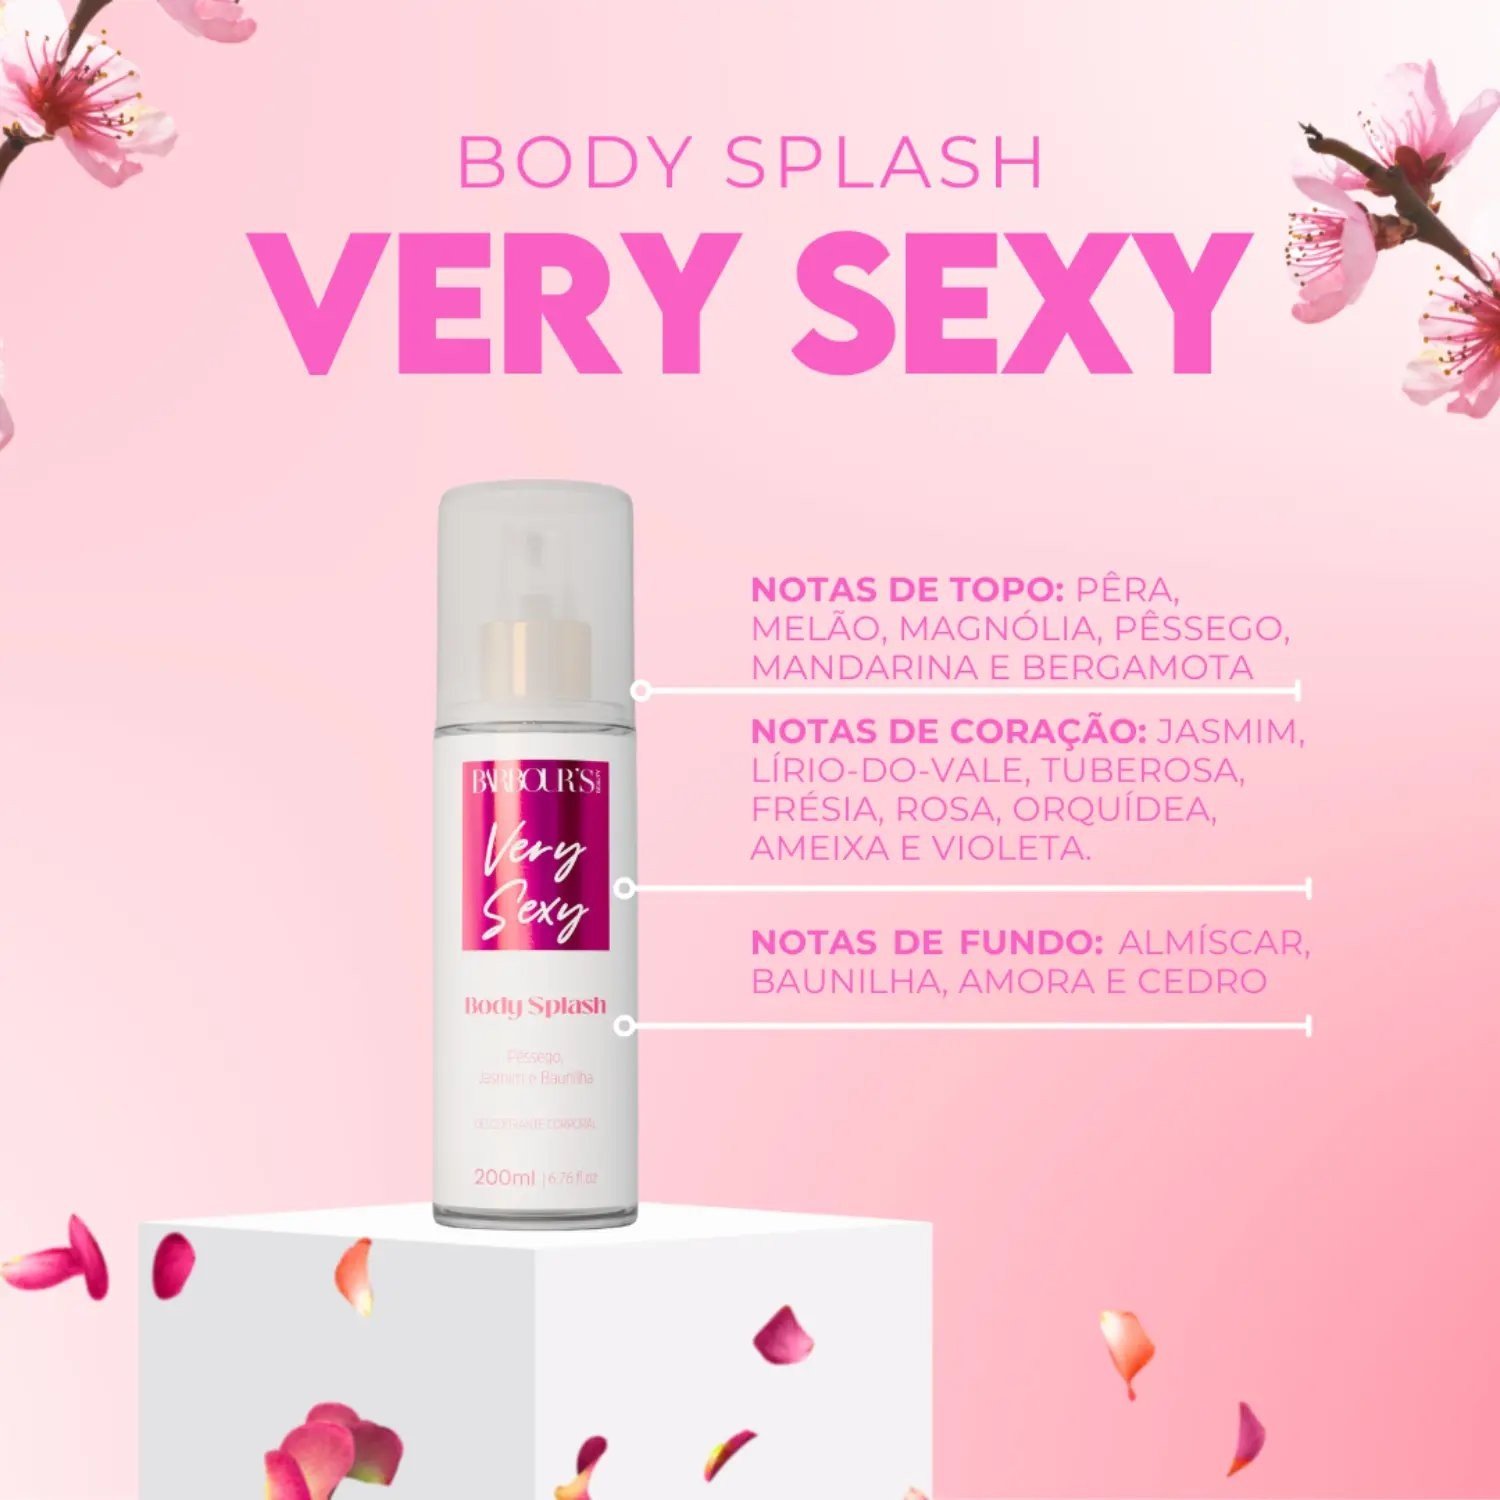 BODY SPLASH
VERY SEXY
NOTAS DE TOPO: PÊRA,
MELÃO, MAGNÓLIA, PÊSSEGO,
MANDARINA E BERGAMOTA
NOTAS DE CORAÇÃO: JASMIM,
LÍRIO-DO-VALE, TUBEROSA,
FRÉSIA, ROSA, ORQUÍDEA,
AMEIXA E VIOLETA.
NOTAS DE FUNDO: ALMÍSCAR,
BAUNILHA, AMORA E CEDRO
BARBOUR'S BEAUTY
Very
Sexy
Body Splash
Pêssego,
Jasmim e Baunilha
DESODORANTE CORPORAL
200ml | 6.76 fl.oz